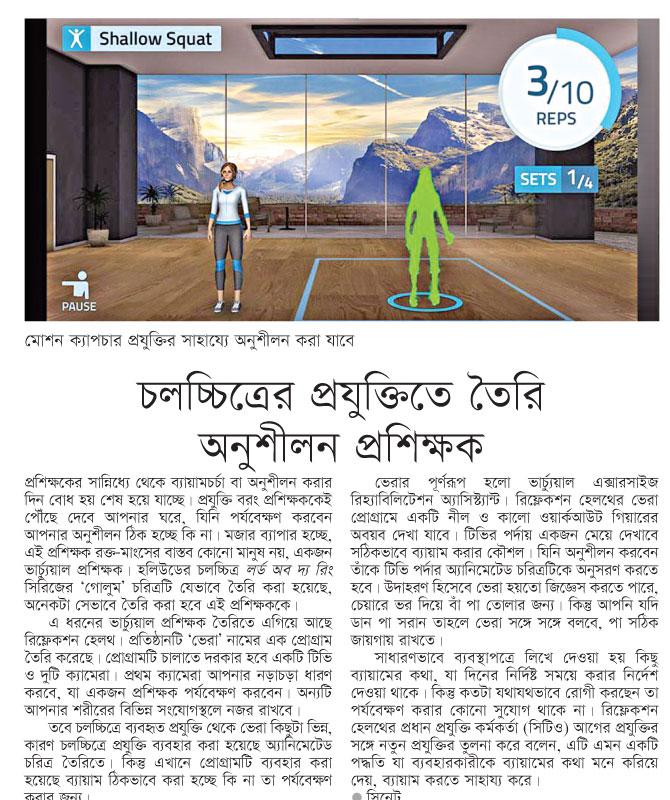 Shallow Squat
3/10
REPS
SETS 1/4
PAUSE
মোশন ক্যাপচার প্রযুক্তির সাহায্যে অনুশীলন করা যাবে
চলচ্চিত্রের প্রযুক্তিতে তৈরি
অনুশীলন প্রশিক্ষক
প্রশিক্ষকের সান্নিধ্যে থেকে ব্যায়ামচর্চা বা অনুশীলন করার
দিন বোধ হয় শেষ হয়ে যাচ্ছে। প্রযুক্তি বরং প্রশিক্ষককেই
পৌঁছে দেবে আপনার ঘরে, যিনি পর্যবেক্ষণ করবেন
আপনার অনুশীলন ঠিক হচ্ছে কি না। মজার ব্যাপার হচ্ছে,
এই প্রশিক্ষক রক্ত-মাংসের বাস্তব কোনো মানুষ নয়, একজন
ভার্চ্যুয়াল প্রশিক্ষক। হলিউডের চলচ্চিত্র লর্ড অব দ্য রিং
সিরিজের ‘গোলুম’ চরিত্রটি যেভাবে তৈরি করা হয়েছে,
অনেকটা সেভাবে তৈরি করা হবে এই প্রশিক্ষককে।
এ ধরনের ভার্চ্যুয়াল প্রশিক্ষক তৈরিতে এগিয়ে আছে
রিফ্লেকশন হেলথ। প্রতিষ্ঠানটি ‘ভেরা’ নামের এক প্রোগ্রাম
তৈরি করেছে। প্রোগ্রামটি চালাতে দরকার হবে একটি টিভি
ও দুটি ক্যামেরা। প্রথম ক্যামেরা আপনার নড়াচড়া ধারণ
করবে, যা একজন প্রশিক্ষক পর্যবেক্ষণ করবেন। অন্যটি
আপনার শরীরের বিভিন্ন সংযোগস্থলে নজর রাখবে।
তবে চলচ্চিত্রে ব্যবহৃত প্রযুক্তি থেকে ভেরা কিছুটা ভিন্ন,
কারণ চলচ্চিত্রে প্রযুক্তি ব্যবহার করা হয়েছে অ্যানিমেটেড
চরিত্র তৈরিতে। কিন্তু এখানে প্রোগ্রামটি ব্যবহার করা
হয়েছে ব্যায়াম ঠিকভাবে করা হচ্ছে কি না তা পর্যবেক্ষণ
করার জন্য।
ভেরার পূর্ণরূপ হলো ভার্চ্যুয়াল এক্সারসাইজ
রিহ্যাবিলিটেশন অ্যাসিস্ট্যান্ট। রিফ্লেকশন হেলথের ভেরা
প্রোগ্রামে একটি নীল ও কালো ওয়ার্কআউট গিয়ারের
অবয়ব দেখা যাবে। টিভির পর্দায় একজন মেয়ে দেখাবে
সঠিকভাবে ব্যায়াম করার কৌশল। যিনি অনুশীলন করবেন
তাঁকে টিভি পর্দার অ্যানিমেটেড চরিত্রটিকে অনুসরণ করতে
হবে। উদাহরণ হিসেবে ভেরা হয়তো জিজ্ঞেস করতে পারে,
চেয়ারে ভর দিয়ে বাঁ পা তোলার জন্য। কিন্তু আপনি যদি
ডান পা সরান তাহলে ভেরা সঙ্গে সঙ্গে বলবে, পা সঠিক
জায়গায় রাখতে।
সাধারণভাবে ব্যবস্থাপত্রে লিখে দেওয়া হয় কিছু
ব্যায়ামের কথা, যা দিনের নির্দিষ্ট সময়ে করার নির্দেশ
দেওয়া থাকে। কিন্তু কতটা যথাযথভাবে রোগী করছেন তা
পর্যবেক্ষণ করার কোনো সুযোগ থাকে না। রিফ্লেকশন
হেলথের প্রধান প্রযুক্তি কর্মকর্তা (সিটিও) আগের প্রযুক্তির
সঙ্গে নতুন প্রযুক্তির তুলনা করে বলেন, এটি এমন একটি
পদ্ধতি যা ব্যবহারকারীকে ব্যায়ামের কথা মনে করিয়ে
দেয়, ব্যায়াম করতে সাহায্য করে।
● সিনেট